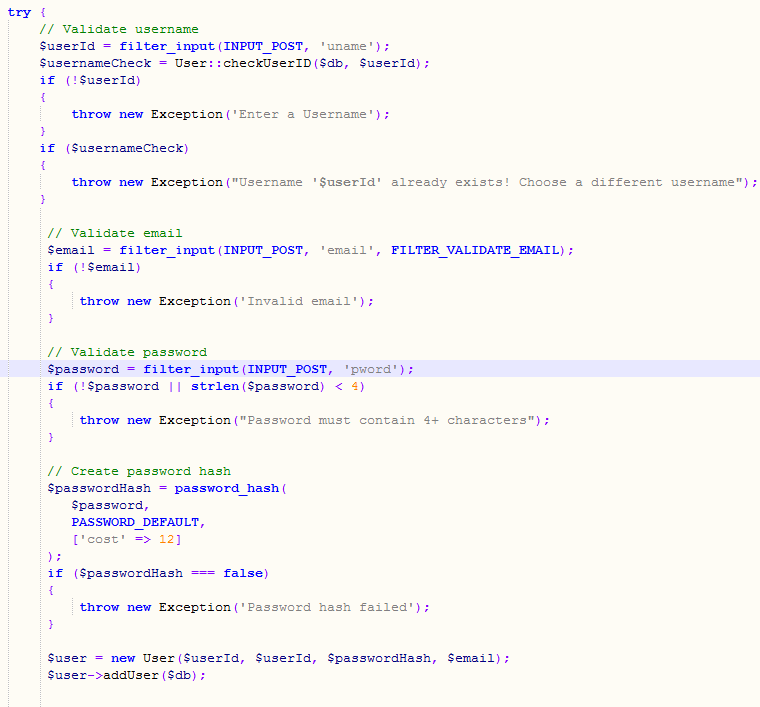 try {
// Validate username
$userId = filter_input(INPUT_POST, 'uname');
$usernameCheck = User::checkUserID($db, $userId);
if (!$userId)
{
throw new Exception('Enter a Username');
}
if ($usernameCheck)
{
throw new Exception("Username '$userId' already exists! Choose a different username");
}
// Validate email
$email = filter_input(INPUT_POST, 'email', FILTER_VALIDATE_EMAIL);
if (!$email)
{
throw new Exception('Invalid email');
}
// Validate password
$password = filter_input(INPUT_POST, 'pword');
if (!$password || strlen($password) < 4)
{
throw new Exception("Password must contain 4+ characters");
}
// Create password hash
$passwordHash = password_hash(
$password,
PASSWORD_DEFAULT,
['cost' => 12]
);
if ($passwordHash === false)
{
throw new Exception('Password hash failed');
}
$user = new User($userId, $userId, $passwordHash, $email);
$user->addUser($db);